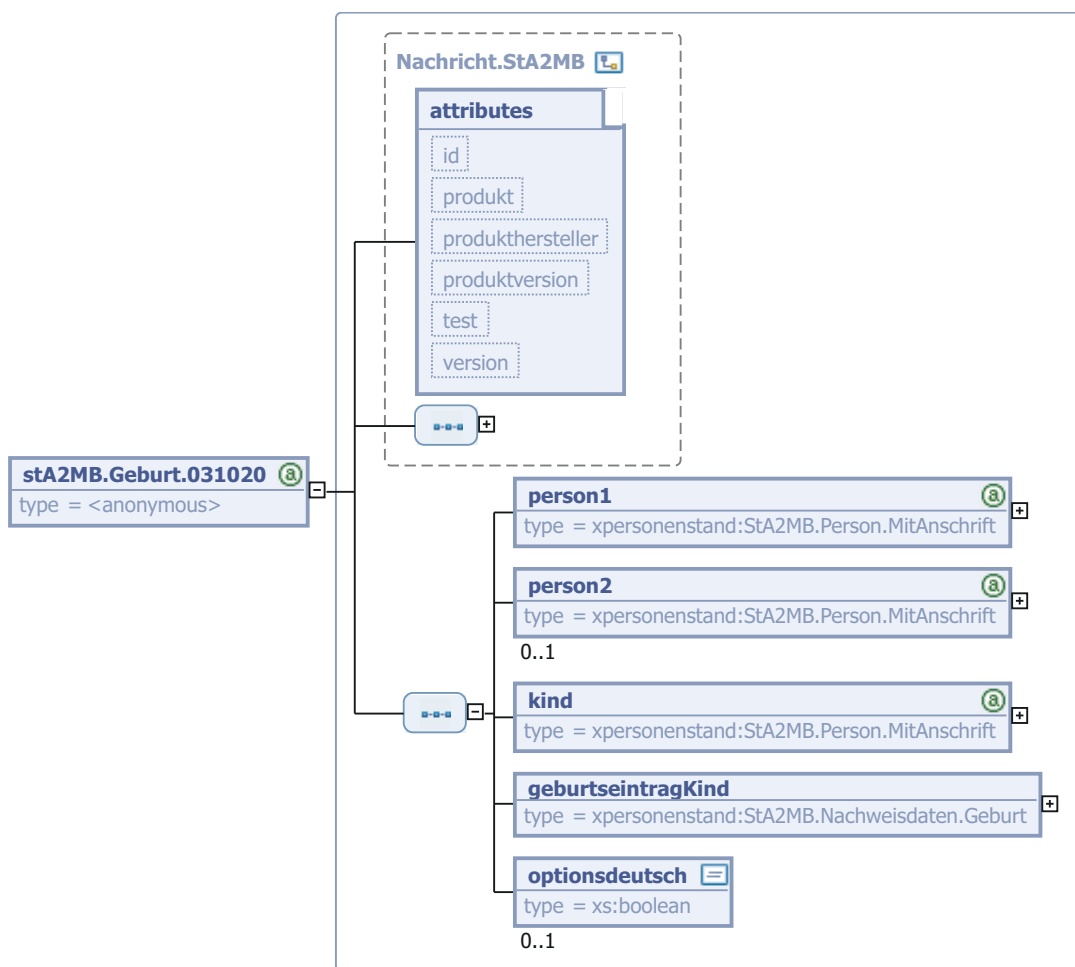 Nachricht.StA2MB
attributes
id
produkt
produkthersteller
produktversion
test
version
stA2MB.Geburt.031020 a
type = <anonymous>
person1 a
type = xpersonenstand:StA2MB.Person.MitAnschrift
person2 a
type = xpersonenstand:StA2MB.Person.MitAnschrift
0..1
kind a
type = xpersonenstand:StA2MB.Person.MitAnschrift
geburtseintragKind
type = xpersonenstand:StA2MB.Nachweisdaten.Geburt
optionsdeutsch
type = xs:boolean
0..1